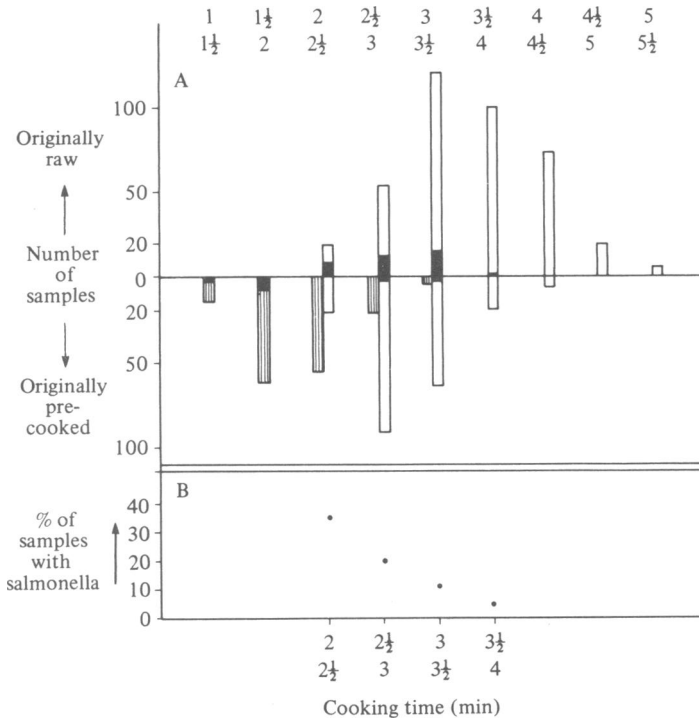 1 1½ 2 2½ 3 3½ 4 4½ 5
1½ 2 2½ 3 3½ 4 4½ 5 5½
A
100
Originally
raw
50
20
Number
of
samples
0
20
50
Originally
pre-
cooked
100
B
% of
samples
with
salmonella
40
30
20
10
0
2 2½ 3 3½
2½ 3 3½ 4
Cooking time (min)